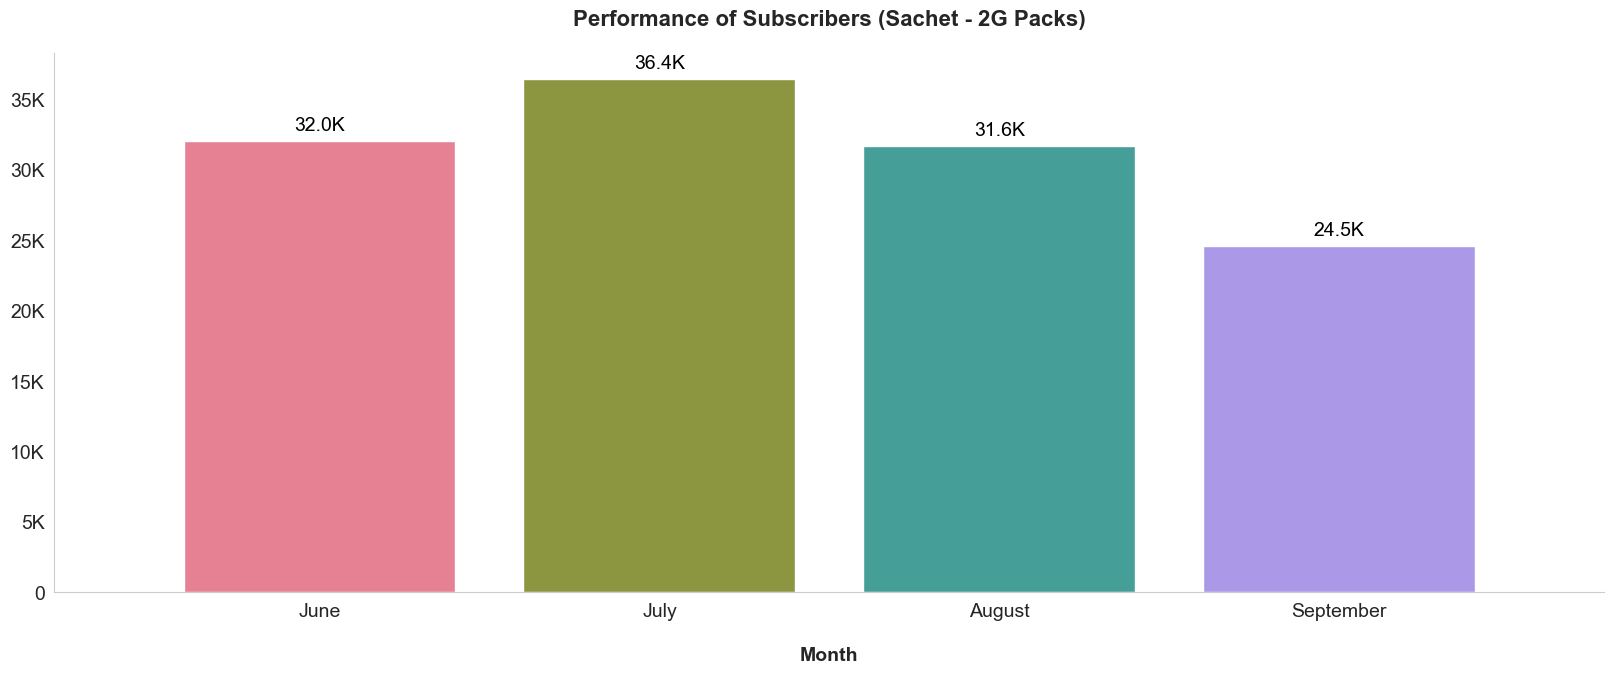 Performance of Subscribers (Sachet - 2G Packs)
36.4K
35K
32.0K
31.6K
30K
25K
24.5K
20K
15K
10K
5K
0
June July August September
Month